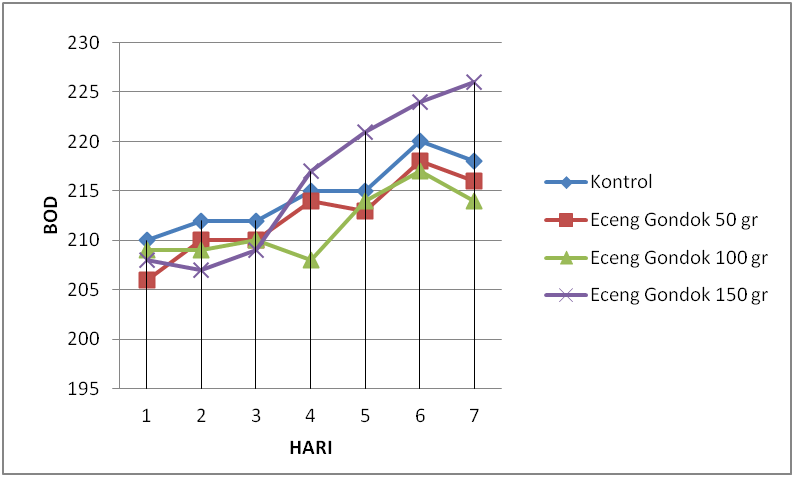 230
225
220
215
210
205
200
195
BOD
1 2 3 4 5 6 7
HARI
Kontrol
Eceng Gondok 50 gr
Eceng Gondok 100 gr
Eceng Gondok 150 gr